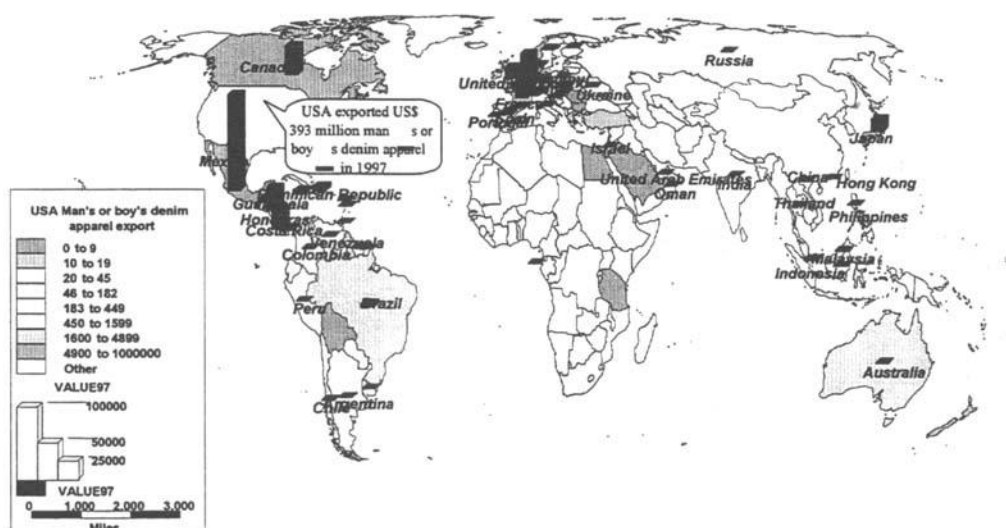 Canad
Russia
United
Ukraine
USA exported US$
393 million man s or
boy s denim apparel
in 1997
Portugal
Japan
Mex
Israel
Dominican Republic
United Arab Emirates
India
China
Hong Kong
Oman
Thailand
Philippines
Honduras
Costa Rica
Venezuela
Colombia
Malaysia
Indonesia
Peru
Brazil
Australia
Chile
Argentina
USA Man's or boy's denim
apparel export
0 to 9
10 to 19
20 to 45
46 to 182
183 to 449
450 to 1599
1600 to 4899
4900 to 1000000
Other
VALUE97
100000
50000
25000
VALUE97
0 1,000 2,000 3,000
Miles